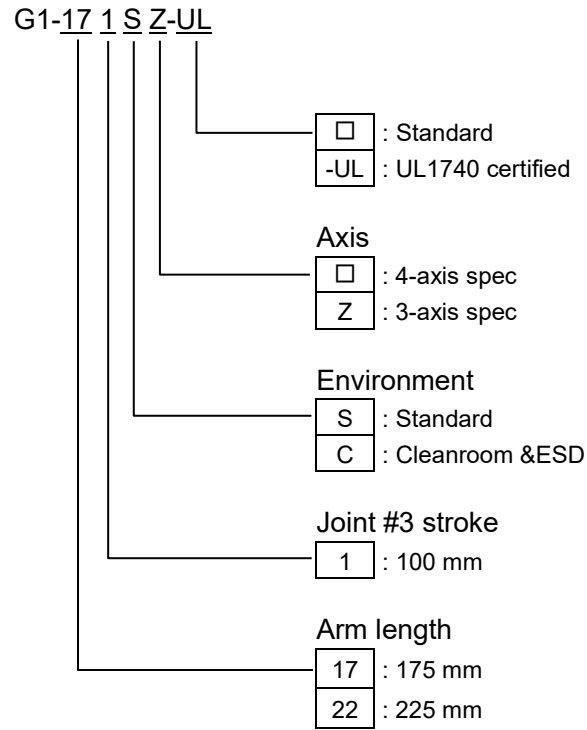 G1-17 1 S Z-UL
□ : Standard
-UL : UL1740 certified
Axis
□ : 4-axis spec
Z : 3-axis spec
Environment
S : Standard
C : Cleanroom &ESD
Joint #3 stroke
1 : 100 mm
Arm length
17 : 175 mm
22 : 225 mm